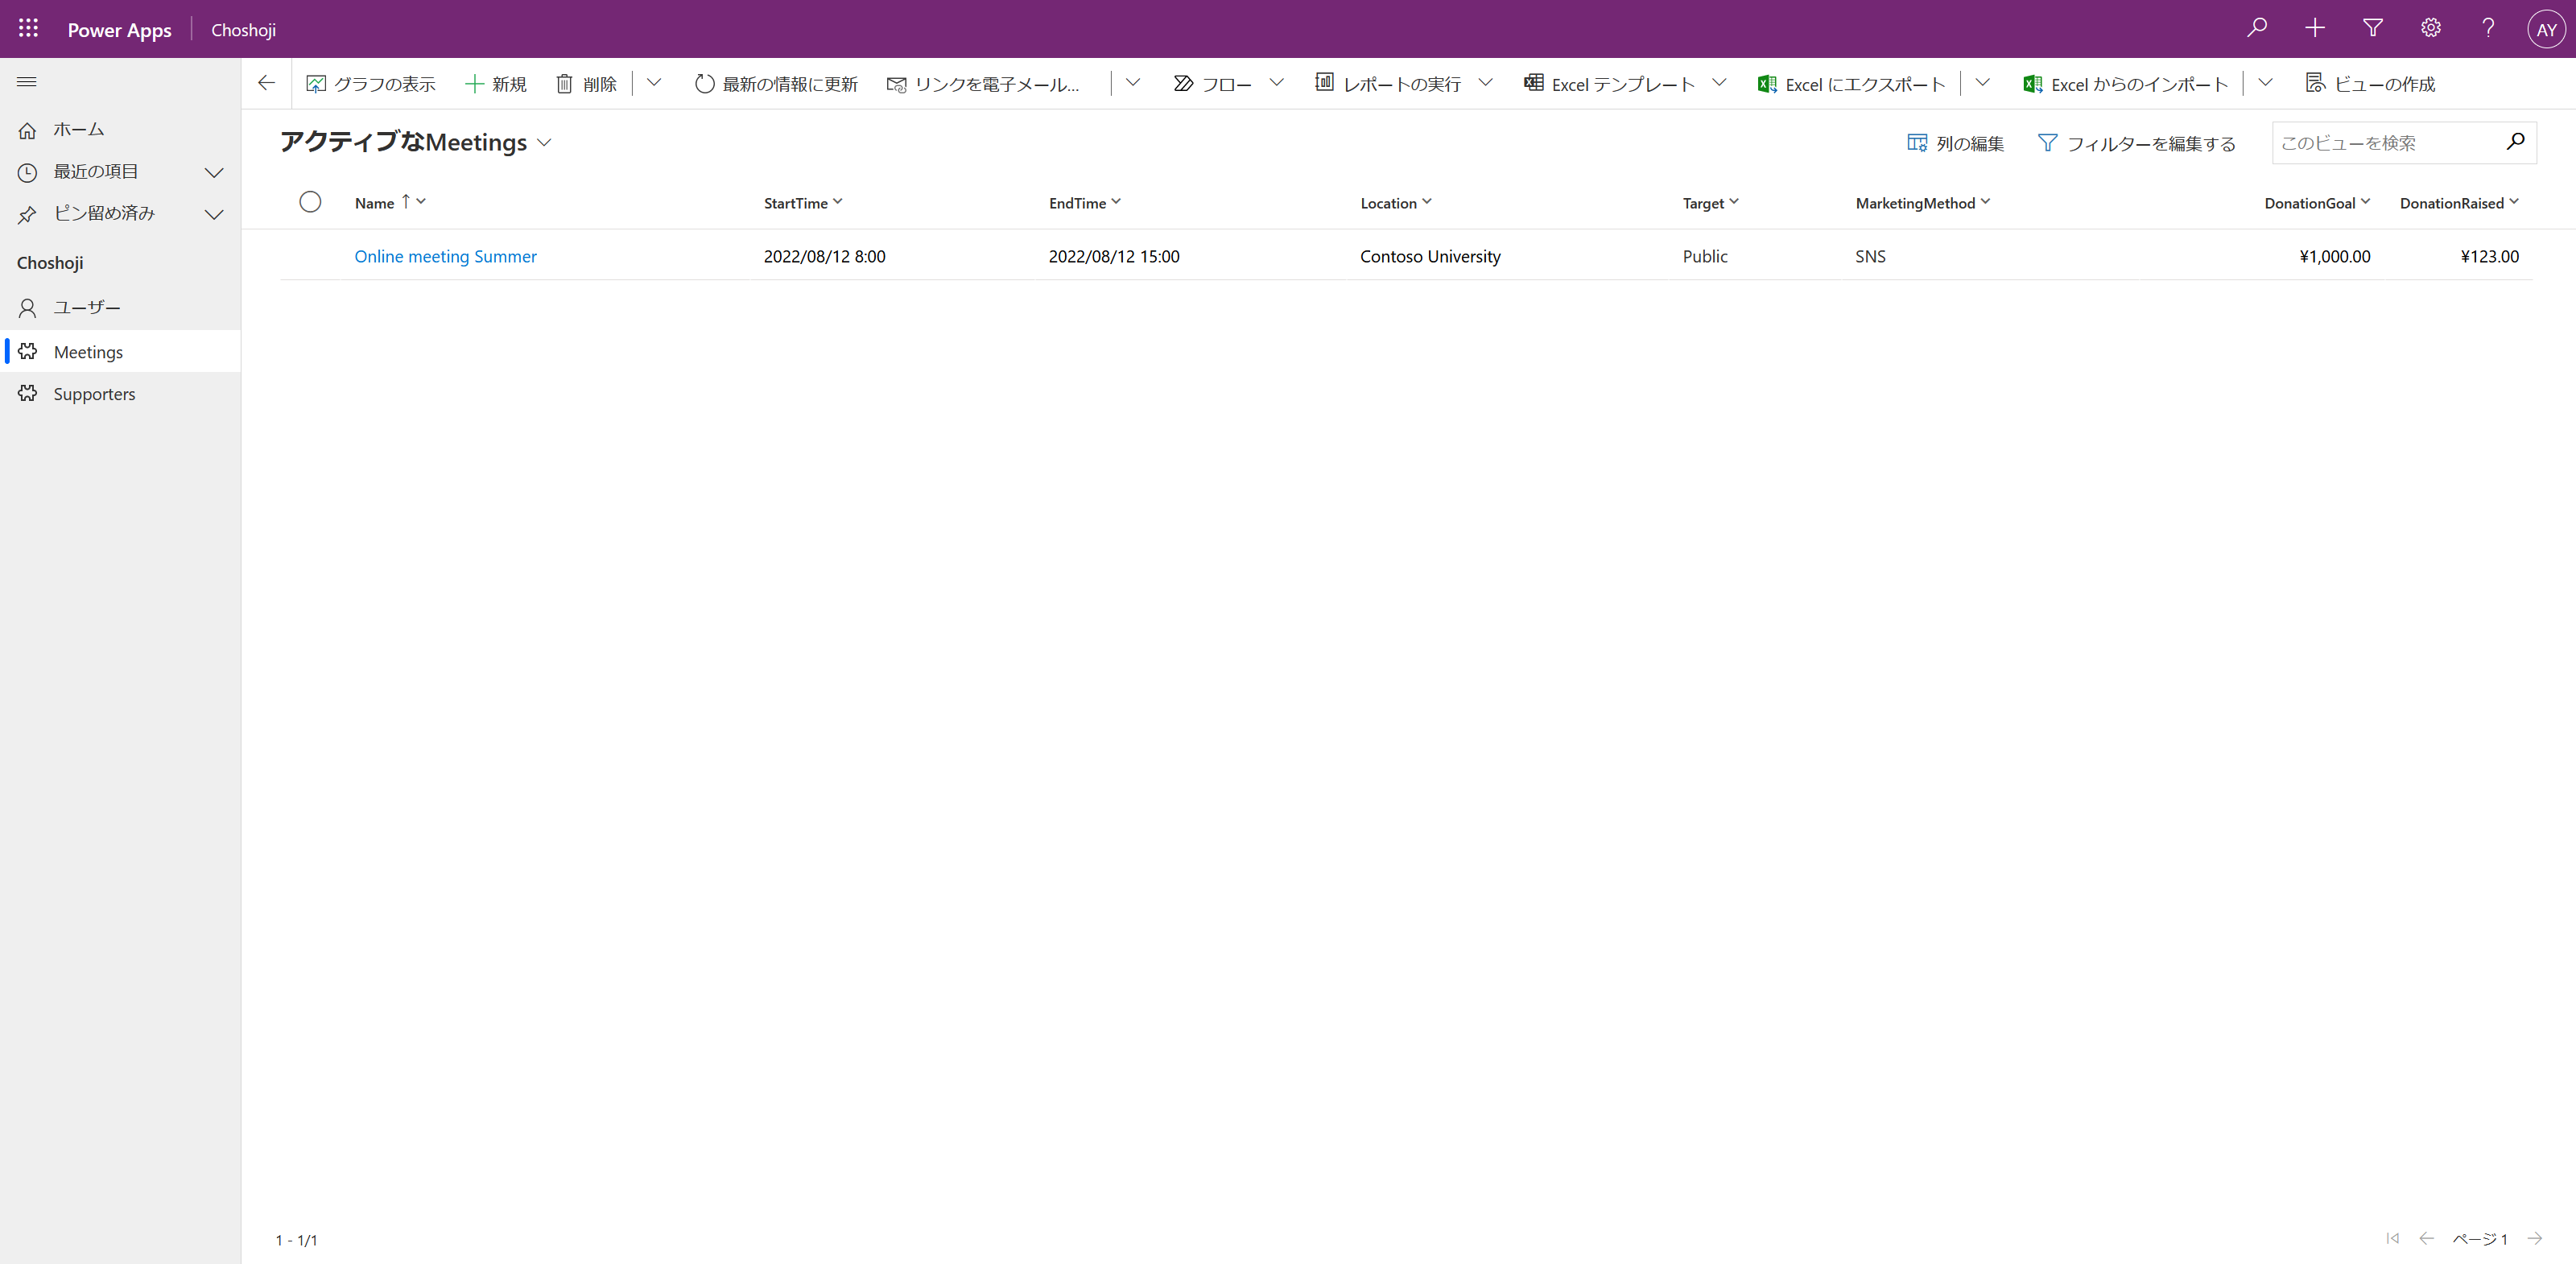 Power Apps Choshoji AY
グラフの表示 新規 削除 最新の情報に更新 リンクを電子メール... フロー レポートの実行 Excel テンプレート Excel にエクスポート Excel からのインポート ビューの作成
ホーム
最近の項目
ピン留め済み
Choshoji
ユーザー
Meetings
Supporters
アクティブなMeetings 列の編集 フィルターを編集する このビューを検索
Name StartTime EndTime Location Target MarketingMethod DonationGoal DonationRaised
Online meeting Summer 2022/08/12 8:00 2022/08/12 15:00 Contoso University Public SNS ¥1,000.00 ¥123.00
1 - 1/1 ページ 1